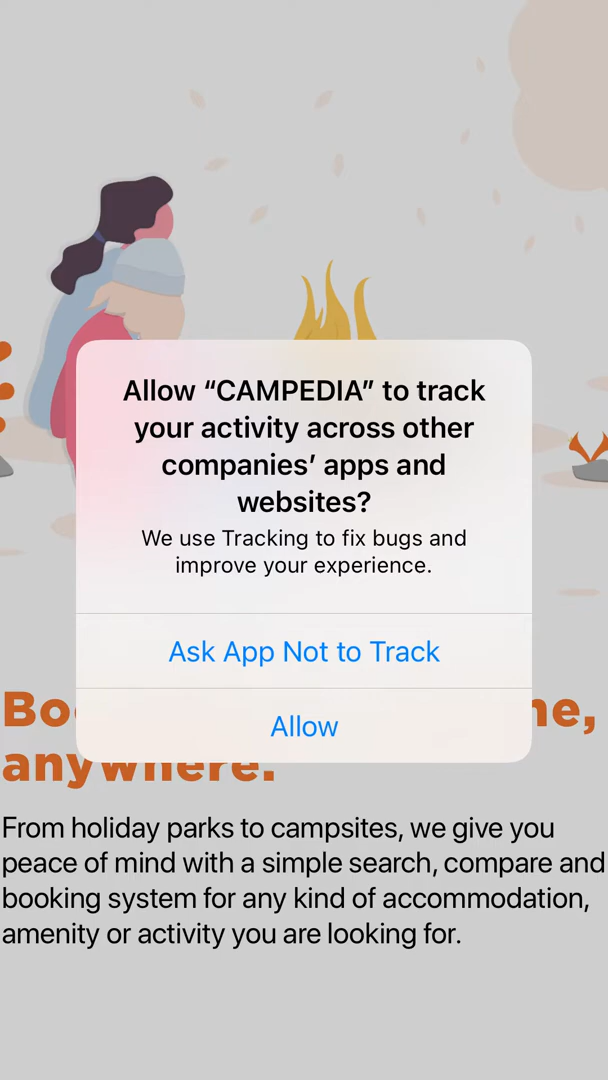 Allow “CAMPEDIA” to track
your activity across other
companies’ apps and
websites?
We use Tracking to fix bugs and
improve your experience.
Ask App Not to Track
Allow
anywhere.
From holiday parks to campsites, we give you
peace of mind with a simple search, compare and
booking system for any kind of accommodation,
amenity or activity you are looking for.